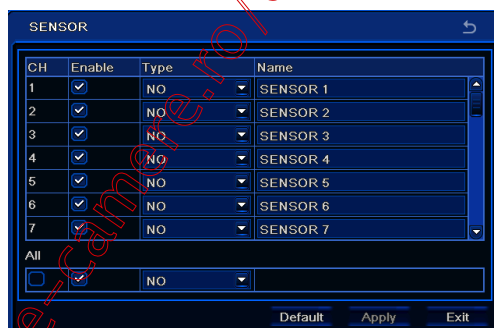 SENSOR
CH Enable Type Name
1 NO SENSOR 1
2 NO SENSOR 2
3 NO SENSOR 3
4 NO SENSOR 4
5 NO SENSOR 5
6 NO SENSOR 6
7 NO SENSOR 7
All
NO
Default Apply Exit
e-camere.ro/